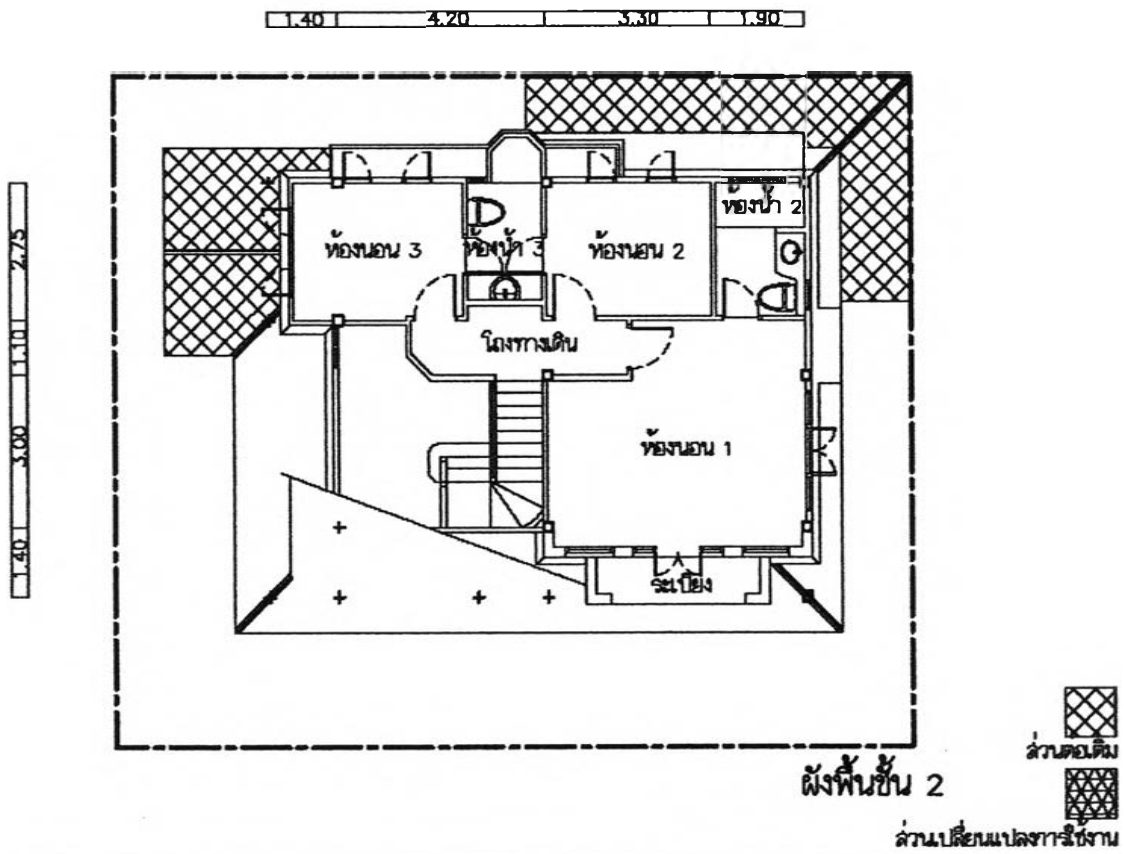 1.40 4.20 3.30 1.90
2.75
1.10
3.00
1.40
ห้องน้ำ 2
ห้องนอน 3 ห้องน้ำ 3 ห้องนอน 2
โถงทางเดิน
ห้องนอน 1
ระเบียง
ส่วนต่อเติม
ผังพื้นชั้น 2
ส่วนเปลี่ยนแปลงการใช้งาน